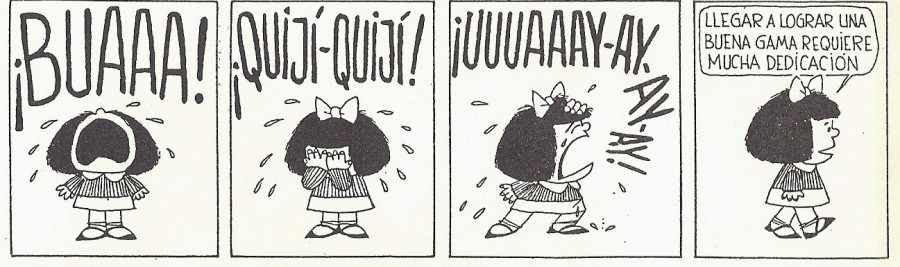 ¡BUAAA!
¡QUIJÍ-QUIJÍ!
¡UUUAAAY-AY,
AY-
AY!
LLEGAR A LOGRAR UNA
BUENA GAMA REQUIERE
MUCHA DEDICACIÓN